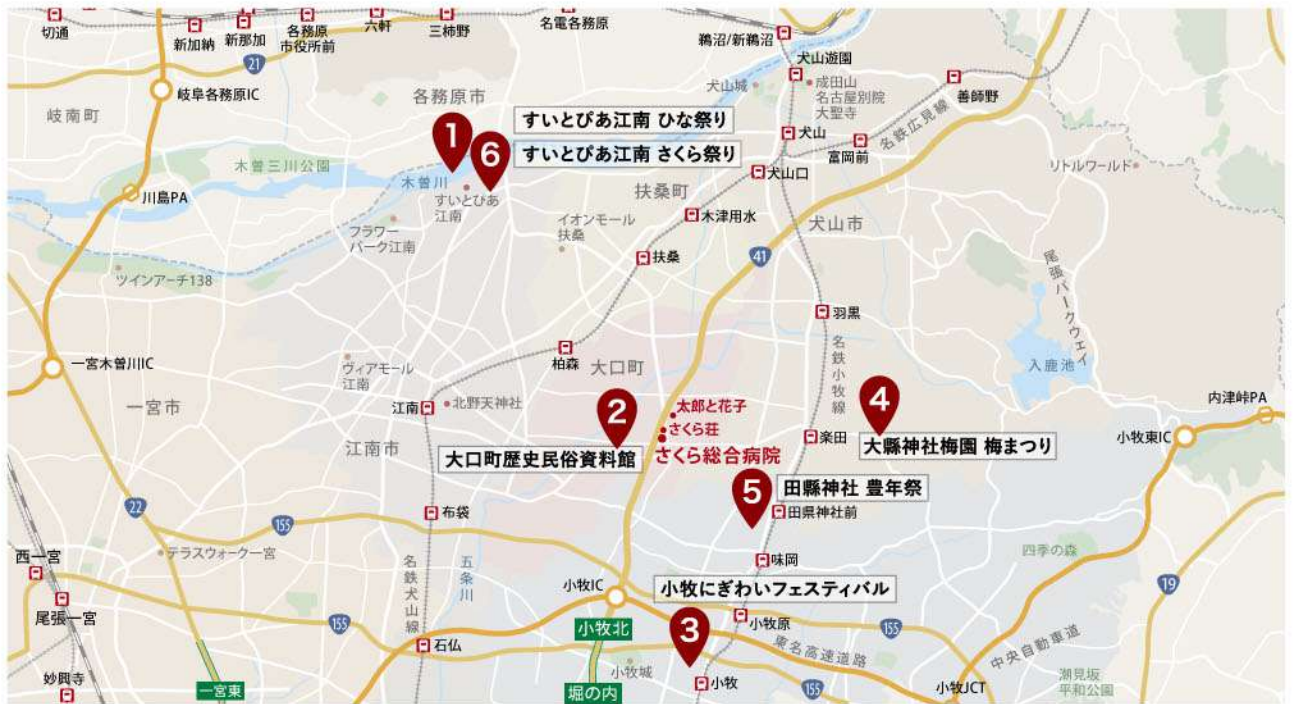 切通
新加納
新那加
各務原
市役所前
六軒
三柿野
名電各務原
鵜沼/新鵜沼
21
岐阜各務原IC
岐南町
各務原市
犬山城
犬山遊園
成田山
名古屋別院
大聖寺
善師野
名鉄広見線
すいとぴあ江南 ひな祭り
1
6
すいとぴあ江南 さくら祭り
犬山
富岡前
リトルワールド
木曽三川公園
川島PA
木曽川
すいとぴあ
江南
扶桑町
犬山口
木津用水
犬山市
フラワー
パーク江南
イオンモール
扶桑
扶桑
41
ツインアーチ138
尾張パークウェイ
羽黒
一宮木曽川IC
ヴィアモール
江南
柏森
大口町
名鉄小牧線
入鹿池
内津峠PA
一宮市
江南
北野天神社
2
太郎と花子
さくら荘
さくら総合病院
4
楽田
大縣神社梅園 梅まつり
小牧東IC
江南市
大口町歴史民俗資料館
5
田縣神社 豊年祭
22
155
布袋
田県神社前
テラスウォーク一宮
西一宮
名鉄犬山線
五条川
味岡
四季の森
19
小牧IC
小牧にぎわいフェスティバル
尾張一宮
155
小牧北
3
小牧原
155
石仏
東名高速道路
中央自動車道
妙興寺
一宮東
小牧城
堀の内
小牧
155
小牧JCT
潮見坂
平和公園